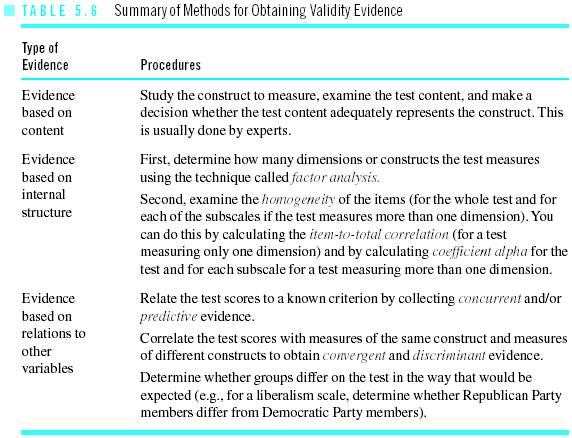 TABLE 5.6 Summary of Methods for Obtaining Validity Evidence
Type of
Evidence Procedures
Evidence Study the construct to measure, examine the test content, and make a
based on decision whether the test content adequately represents the construct. This
content is usually done by experts.
Evidence First, determine how many dimensions or constructs the test measures
based on using the technique called factor analysis.
internal
structure Second, examine the homogeneity of the items (for the whole test and for
each of the subscales if the test measures more than one dimension). You
can do this by calculating the item-to-total correlation (for a test
measuring only one dimension) and by calculating coefficient alpha for the
test and for each subscale for a test measuring more than one dimension.
Evidence Relate the test scores to a known criterion by collecting concurrent and/or
based on predictive evidence.
relations to Correlate the test scores with measures of the same construct and measures
other of different constructs to obtain convergent and discriminant evidence.
variables
Determine whether groups differ on the test in the way that would be
expected (e.g., for a liberalism scale, determine whether Republican Party
members differ from Democratic Party members).